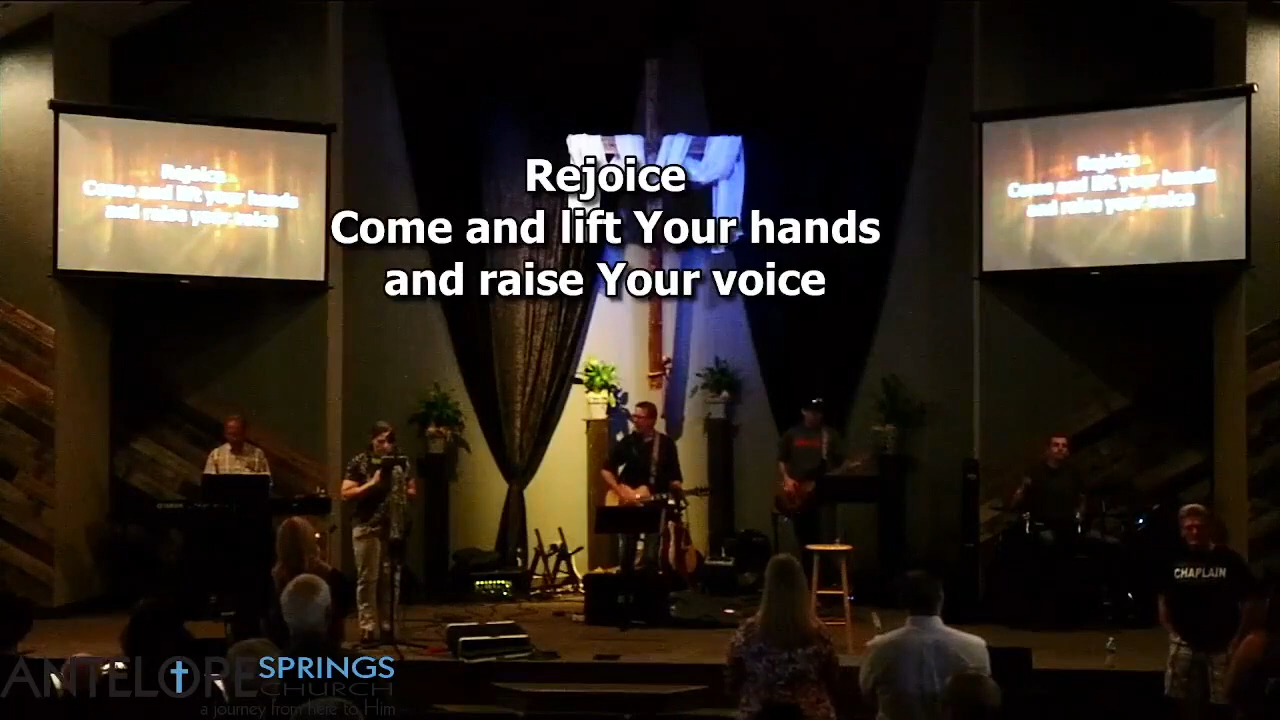 Rejoice
Come and lift your hands
and raise your voice
Rejoice
Come and lift Your hands
and raise Your voice
Rejoice
Come and lift your hands
and raise your voice
CHAPLAIN
ANTELOPE SPRINGS
CHURCH
a journey from here to Him